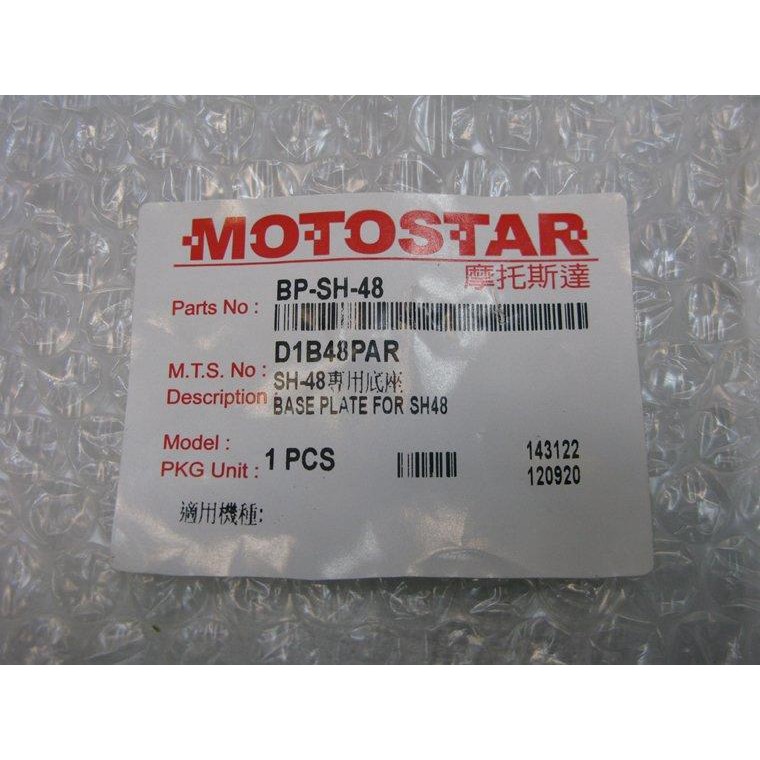 MOTOSTAR
摩托斯達
Parts No : BP-SH-48
M.T.S. No : D1B48PAR
Description SH-48專用底座
BASE PLATE FOR SH48
Model :
PKG Unit : 1 PCS
143122
120920
適用機種: